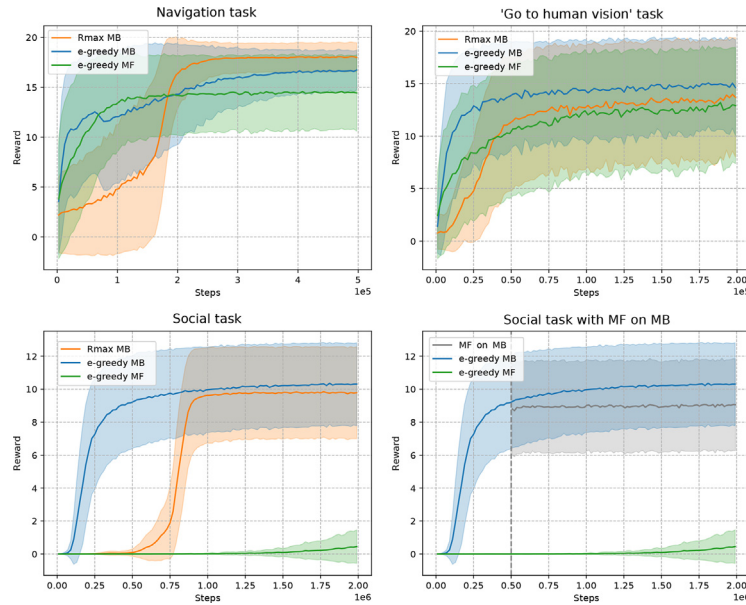 Navigation task
Rmax MB
e-greedy MB
e-greedy MF
20
15
10
5
0
Reward
0 1 2 3 4 5
1e5
Steps
'Go to human vision' task
Rmax MB
e-greedy MB
e-greedy MF
20
15
10
5
0
Reward
0.00 0.25 0.50 0.75 1.00 1.25 1.50 1.75 2.00
1e6
Steps
Social task
Rmax MB
e-greedy MB
e-greedy MF
12
10
8
6
4
2
0
Reward
0.00 0.25 0.50 0.75 1.00 1.25 1.50 1.75 2.00
1e6
Steps
Social task with MF on MB
MF on MB
e-greedy MB
e-greedy MF
12
10
8
6
4
2
0
Reward
0.00 0.25 0.50 0.75 1.00 1.25 1.50 1.75 2.00
1e6
Steps